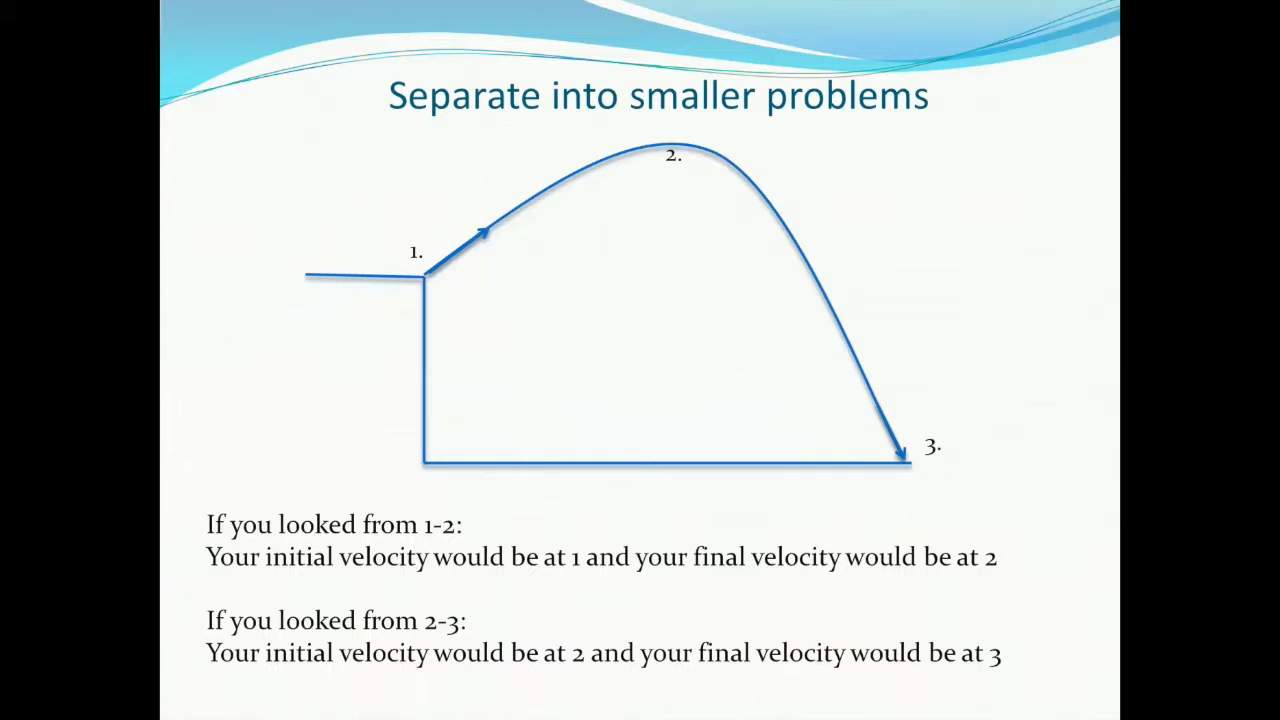 Separate into smaller problems
2.
1.
3.
If you looked from 1-2:
Your initial velocity would be at 1 and your final velocity would be at 2
If you looked from 2-3:
Your initial velocity would be at 2 and your final velocity would be at 3